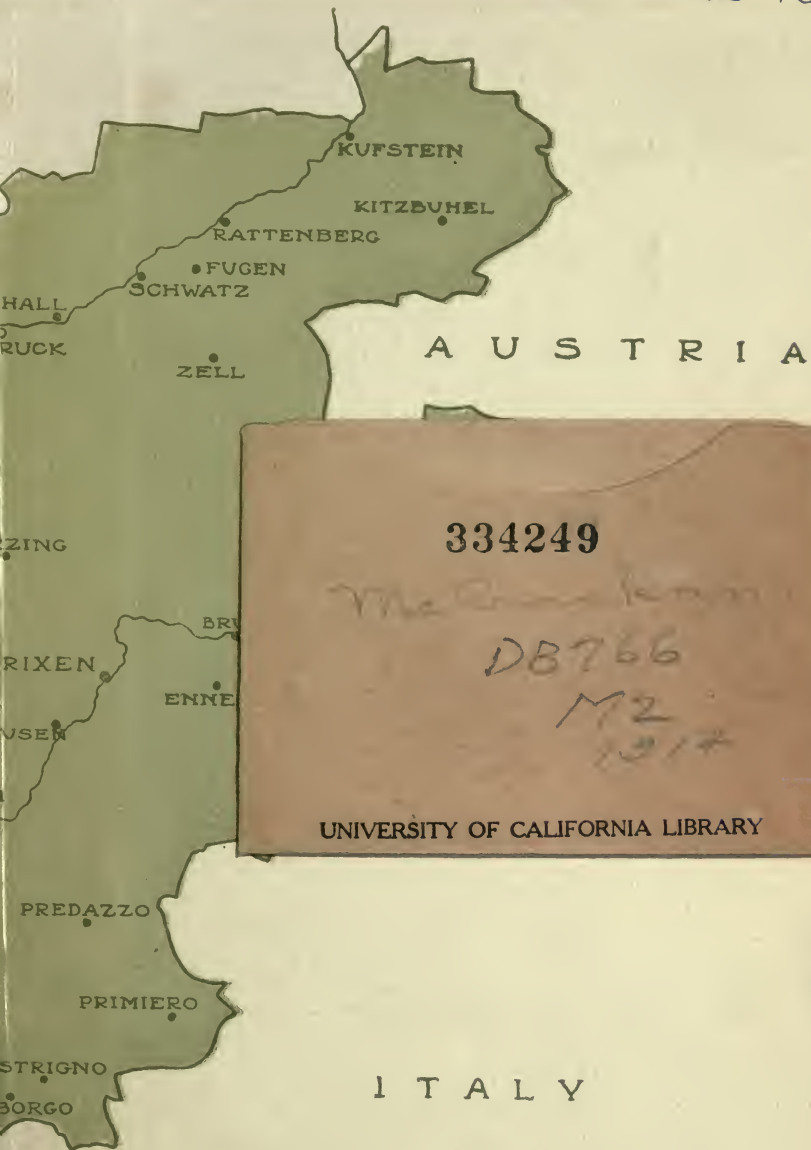 KUFSTEIN
KITZBUHEL
RATTENBERG
FUGEN
SCHWATZ
HALL
RUCK
AUSTRIA
ZELL
334249
ZING
DB766
M2
BRU
RIXEN
ENNE
USEN
UNIVERSITY OF CALIFORNIA LIBRARY
PREDAZZO
PRIMIERO
STRIGNO
ITALY
BORGO